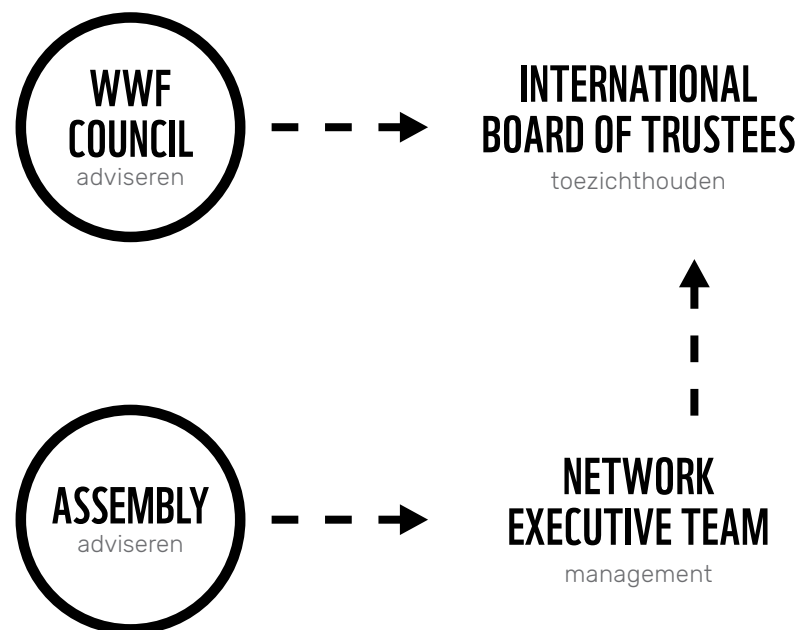 WWF
COUNCIL
adviseren
INTERNATIONAL
BOARD OF TRUSTEES
toezichthouden
ASSEMBLY
adviseren
NETWORK
EXECUTIVE TEAM
management